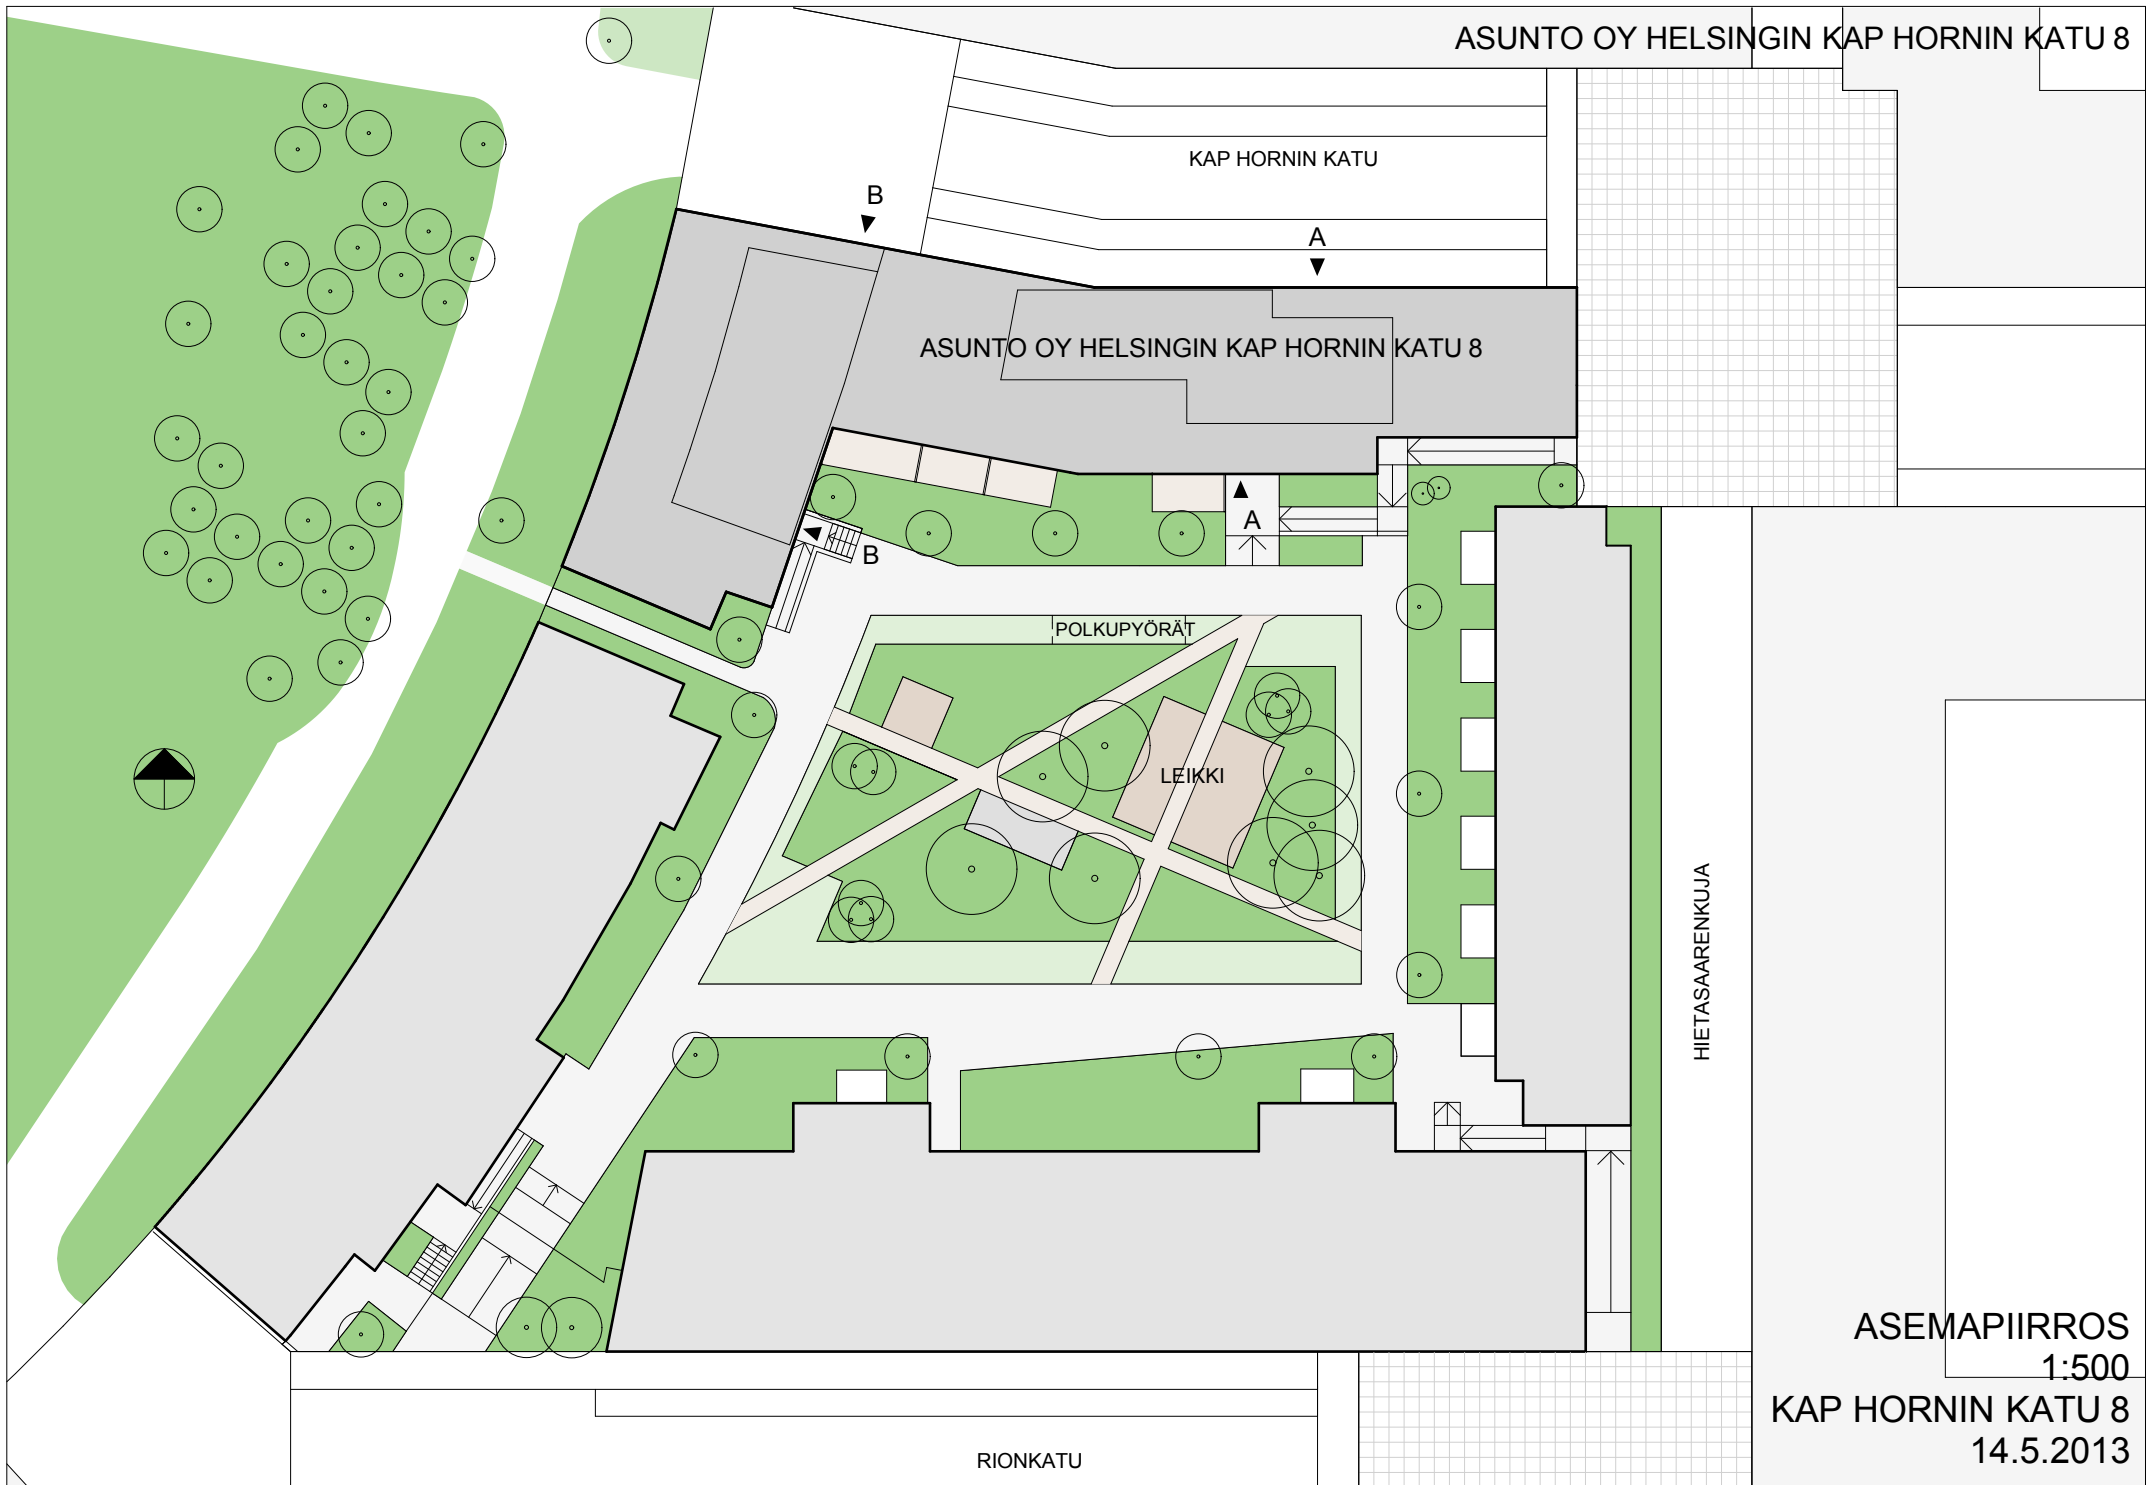 ASUNTO OY HELSINGIN KAP HORNIN KATU 8
KAP HORNIN KATU
B
A
ASUNTO OY HELSINGIN KAP HORNIN KATU 8
A
B
POLKUPYÖRÄT
LEIKKI
HIETASAARENKUJA
ASEMAPIIRROS
1:500
KAP HORNIN KATU 8
14.5.2013
RIONKATU